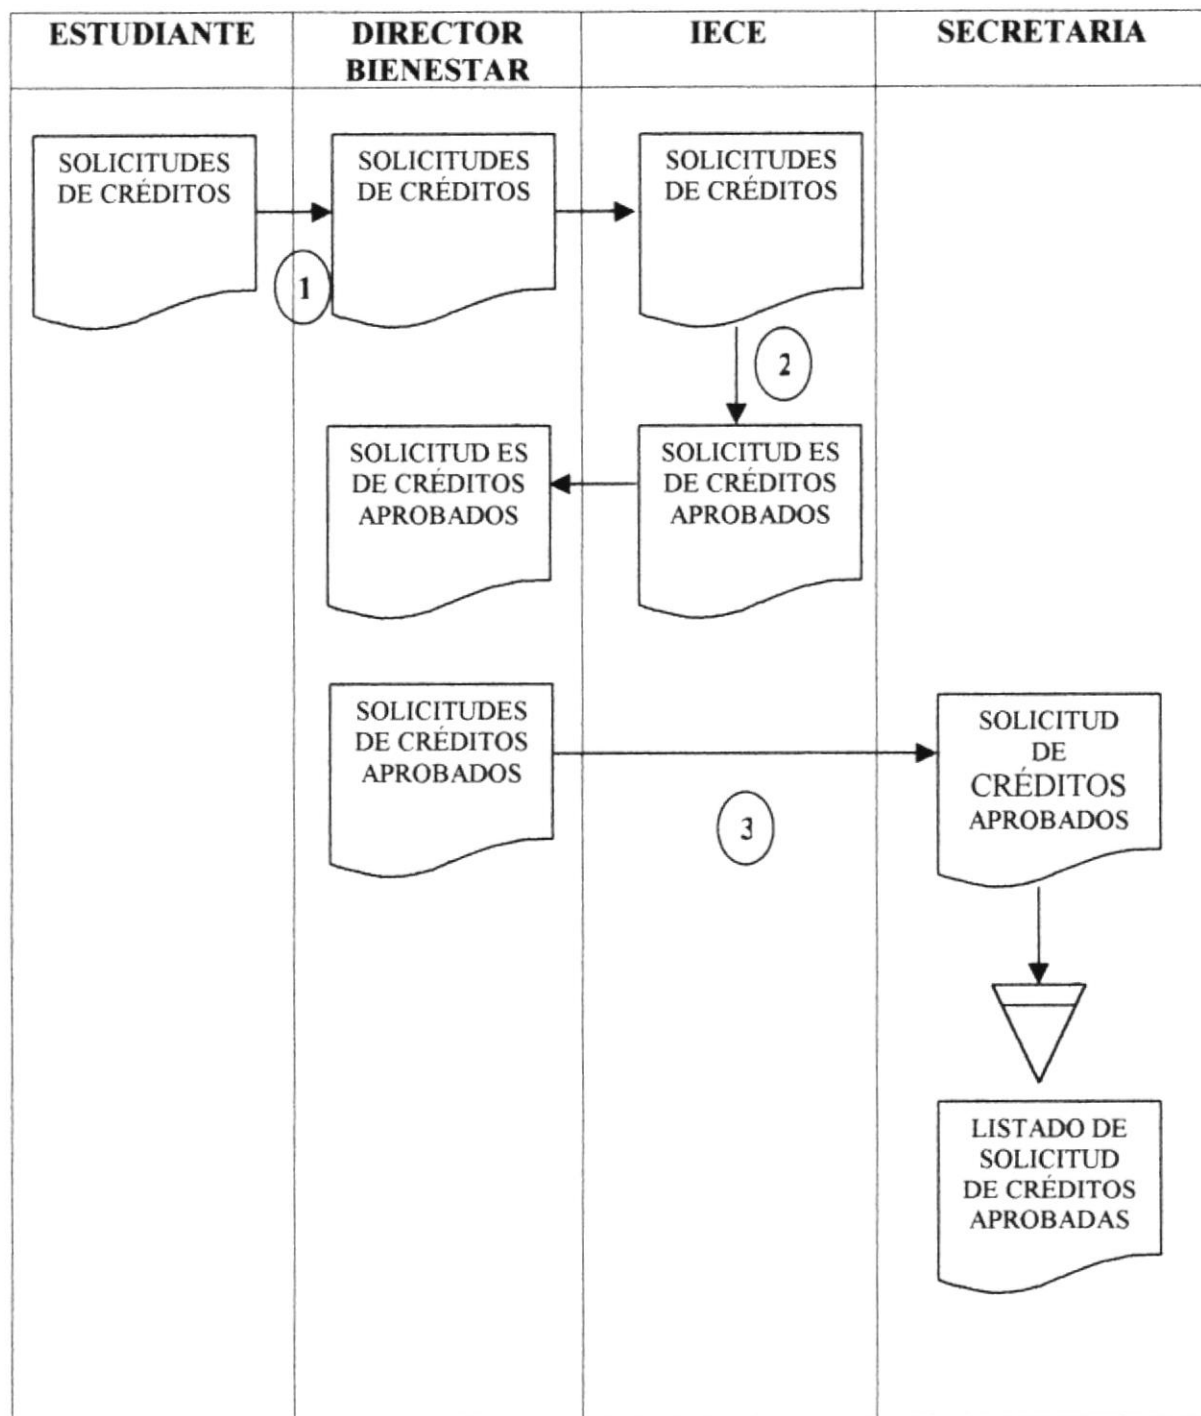 ESTUDIANTE
DIRECTOR
BIENESTAR
IECE
SECRETARIA
SOLICITUDES
DE CRÉDITOS
SOLICITUDES
DE CRÉDITOS
SOLICITUDES
DE CRÉDITOS
1
2
SOLICITUD ES
DE CRÉDITOS
APROBADOS
SOLICITUD ES
DE CRÉDITOS
APROBADOS
SOLICITUDES
DE CRÉDITOS
APROBADOS
SOLICITUD
DE
CRÉDITOS
APROBADOS
3
LISTADO DE
SOLICITUD
DE CRÉDITOS
APROBADAS